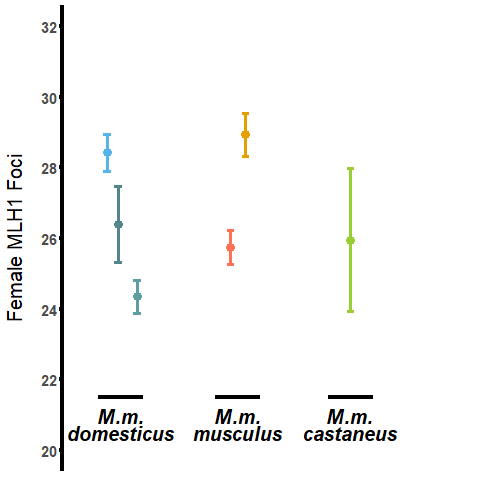 Female MLH1 Foci
32
30
28
26
24
22
20
M.m.
domesticus
M.m.
musculus
M.m.
castaneus